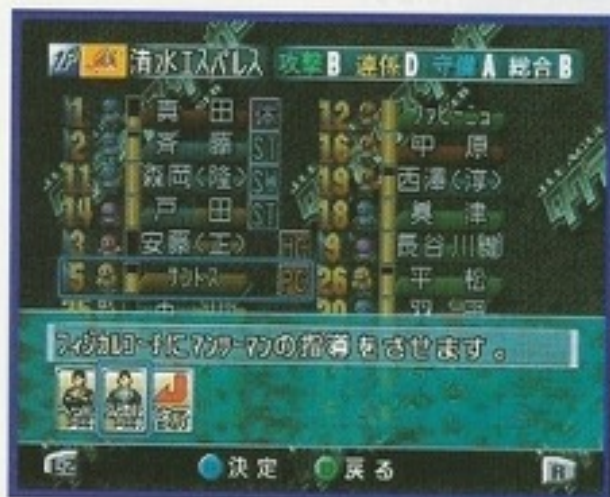 清水エスパルス 攻撃B 連係D 守備A 総合B
1 真田 休
2 斉藤 ST
11 森岡(隆) SW
14 戸田 ST
3 安藤(正) HC
5 サントス PC
12 ファビーニョ
16 中原
19 西澤(淳)
18 興津
9 長谷川(健)
26 平松
フィジカルコーチにマンツーマンの指導をさせます。
L2 決定 戻る R